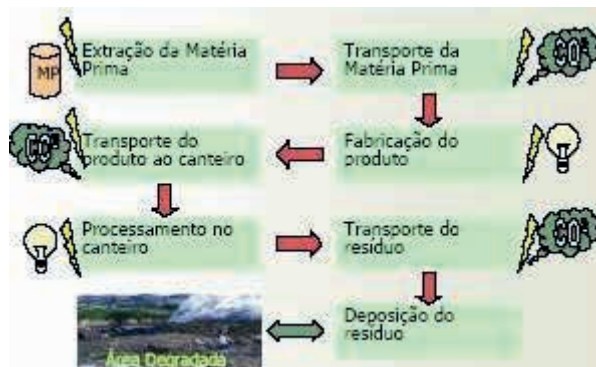 MP
Extração da Matéria
Prima
Transporte da
Matéria Prima
CO²
CO²
Transporte do
produto ao canteiro
Fabricação do
produto
Processamento no
canteiro
Transporte do
resíduo
CO²
Área Degradada
Deposição do
resíduo